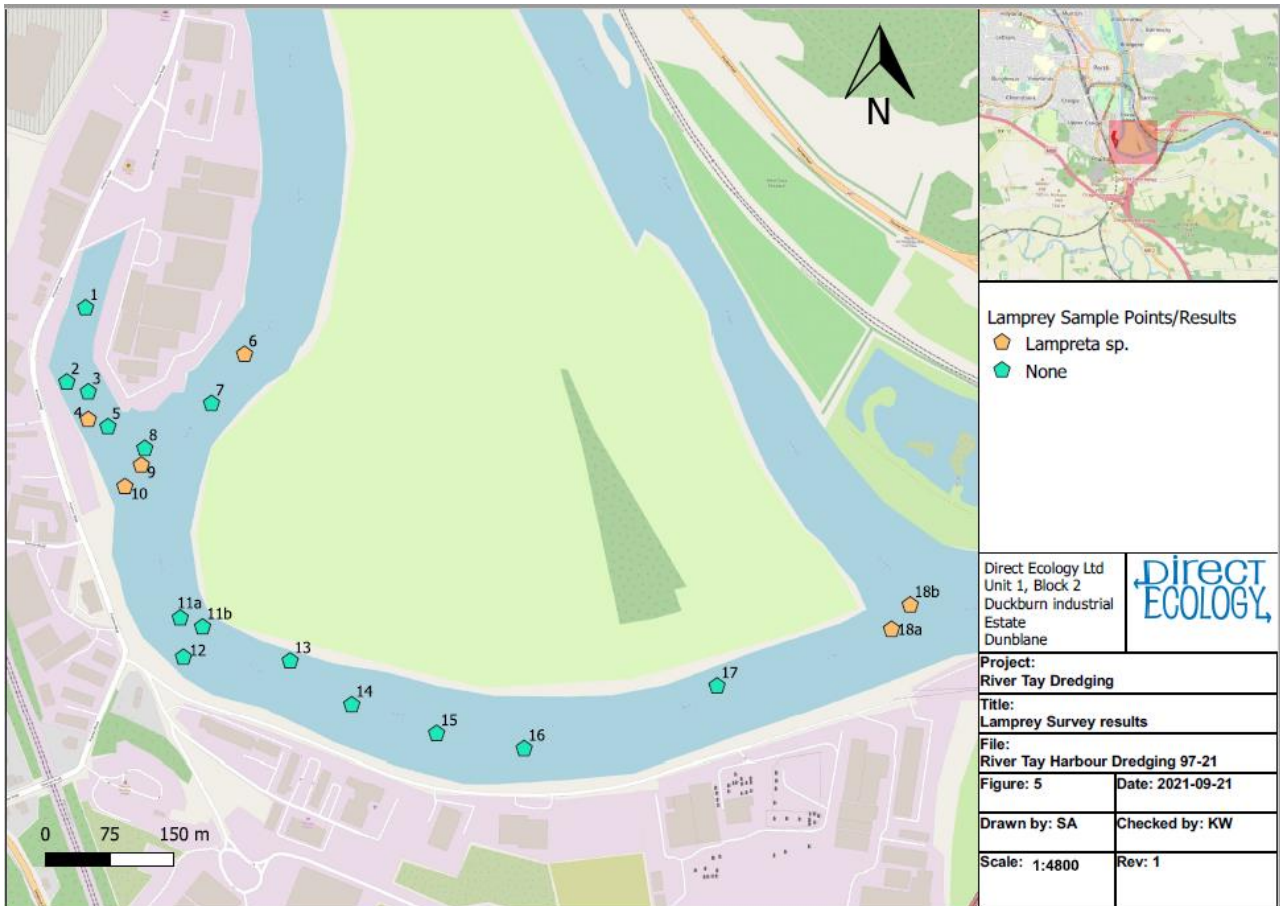 N
1
2
3
4
5
6
7
8
9
10
11a
11b
12
13
14
15
16
17
18b
18a
0 75 150 m
Perth
Lamprey Sample Points/Results
Lampreta sp.
None
Direct Ecology Ltd
Unit 1, Block 2
Duckburn industrial
Estate
Dunblane
DiRECT
ECOLOGY
Project:
River Tay Dredging
Title:
Lamprey Survey results
File:
River Tay Harbour Dredging 97-21
Figure: 5
Date: 2021-09-21
Drawn by: SA
Checked by: KW
Scale: 1:4800
Rev: 1